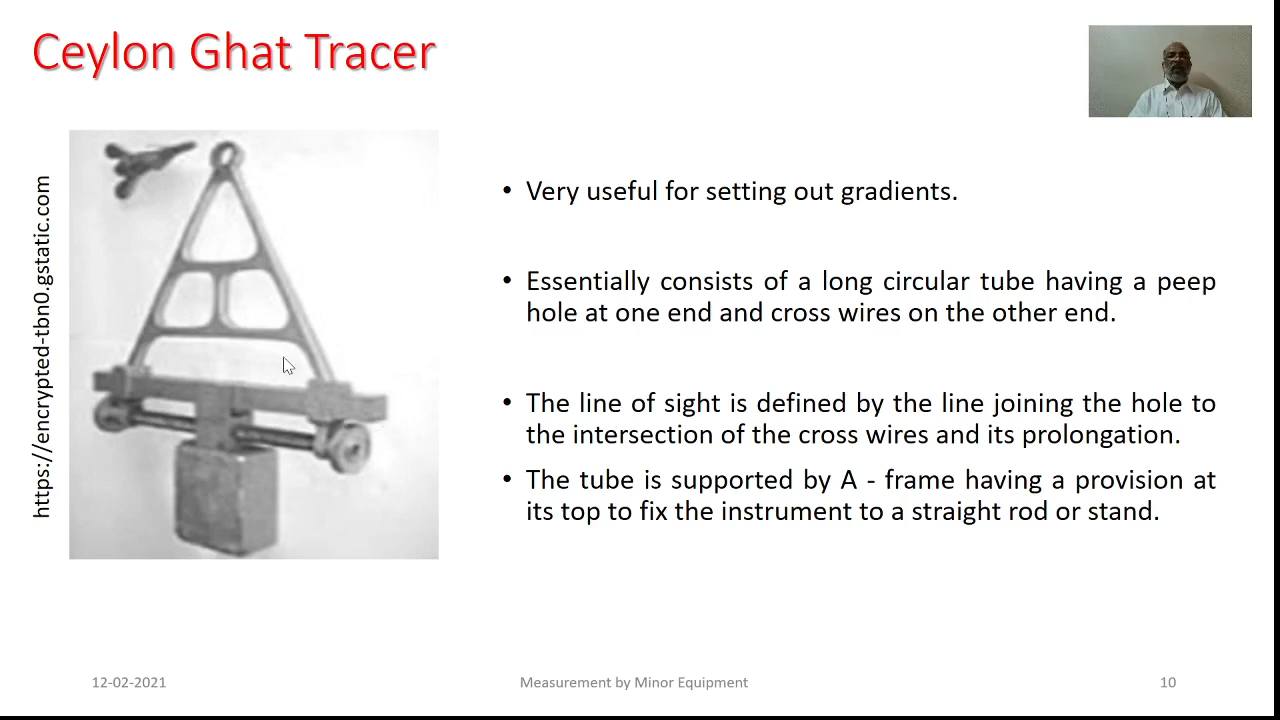 Ceylon Ghat Tracer
https://encrypted-tbn0.gstatic.com
• Very useful for setting out gradients.
• Essentially consists of a long circular tube having a peep
hole at one end and cross wires on the other end.
• The line of sight is defined by the line joining the hole to
the intersection of the cross wires and its prolongation.
• The tube is supported by A - frame having a provision at
its top to fix the instrument to a straight rod or stand.
12-02-2021
Measurement by Minor Equipment
10